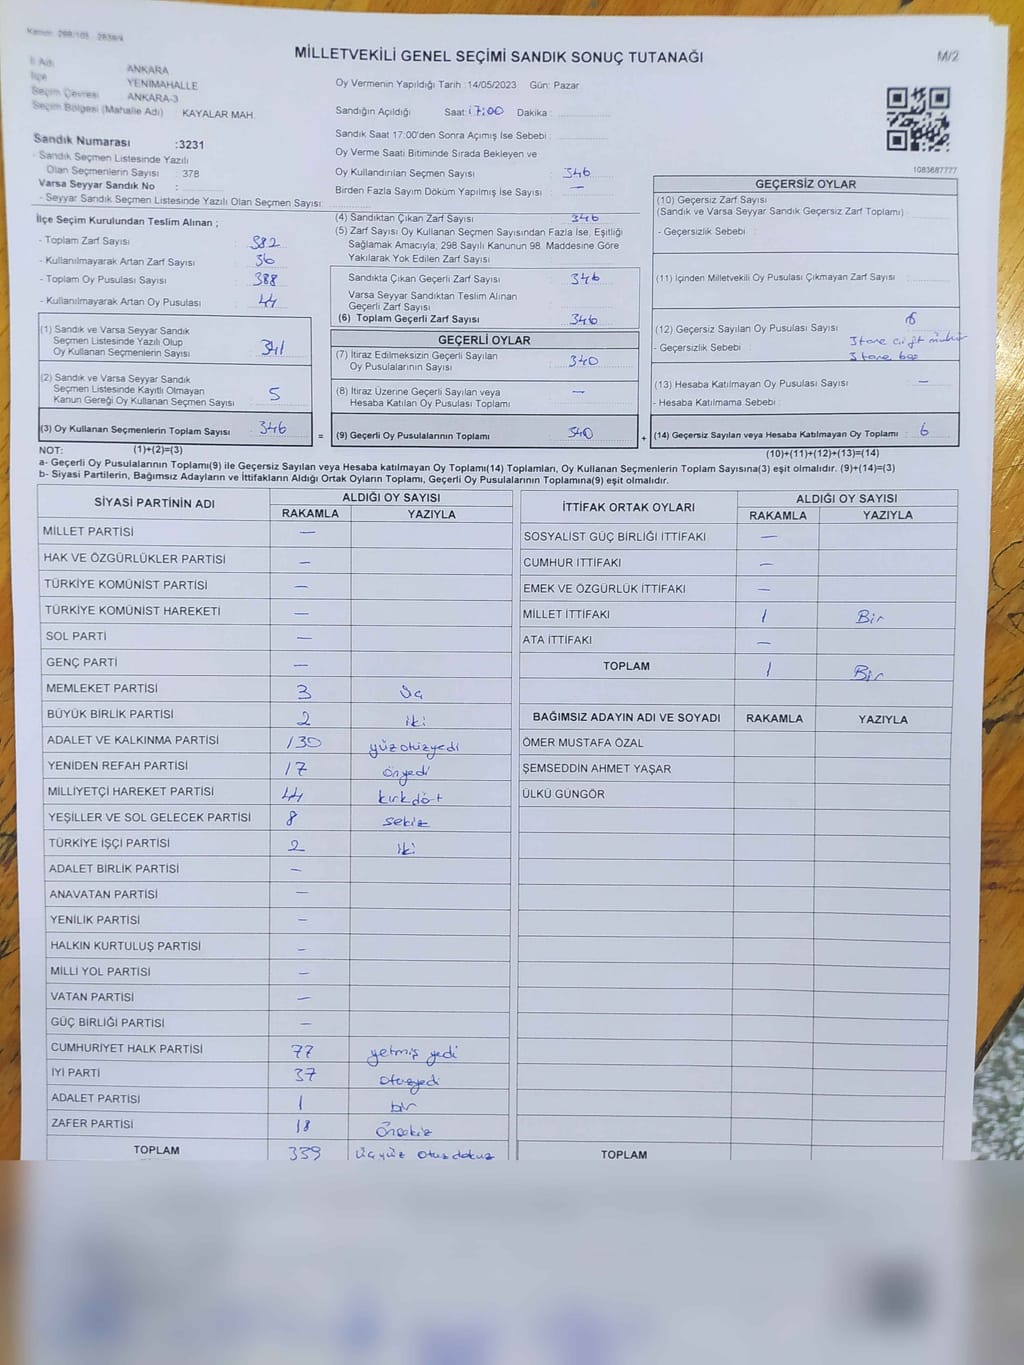 Kanun: 298/105 2839/4
MİLLETVEKİLİ GENEL SEÇİMİ SANDIK SONUÇ TUTANAĞI
M/2
İl Adı ANKARA
İlçe YENİMAHALLE
Seçim Çevresi ANKARA-3
Seçim Bölgesi (Mahalle Adı) : KAYALAR MAH.
Sandık Numarası :3231
- Sandık Seçmen Listesinde Yazılı
Olan Seçmenlerin Sayısı : 378
Varsa Seyyar Sandık No :
- Seyyar Sandık Seçmen Listesinde Yazılı Olan Seçmen Sayısı:
Oy Vermenin Yapıldığı Tarih :14/05/2023 Gün: Pazar
Sandığın Açıldığı Saat: 17:00 Dakika :
Sandık Saat 17:00'den Sonra Açımış İse Sebebi :
Oy Verme Saati Bitiminde Sırada Bekleyen ve
Oy Kullandırılan Seçmen Sayısı : 346
Birden Fazla Sayım Döküm Yapılmış İse Sayısı : —
1083687777
İlçe Seçim Kurulundan Teslim Alınan ;
- Toplam Zarf Sayısı : 382
- Kullanılmayarak Artan Zarf Sayısı : 36
- Toplam Oy Pusulası Sayısı : 388
- Kullanılmayarak Artan Oy Pusulası : 44
(1) Sandık ve Varsa Seyyar Sandık
Seçmen Listesinde Yazılı Olup
Oy Kullanan Seçmenlerin Sayısı : 341
(2) Sandık ve Varsa Seyyar Sandık
Seçmen Listesinde Kayıtlı Olmayan
Kanun Gereği Oy Kullanan Seçmen Sayısı : 5
(3) Oy Kullanan Seçmenlerin Toplam Sayısı : 346
(4) Sandıktan Çıkan Zarf Sayısı : 346
(5) Zarf Sayısı Oy Kullanan Seçmen Sayısından Fazla İse, Eşitliği
Sağlamak Amacıyla; 298 Sayılı Kanunun 98. Maddesine Göre
Yakılarak Yok Edilen Zarf Sayısı :
Sandıkta Çıkan Geçerli Zarf Sayısı : 346
Varsa Seyyar Sandıktan Teslim Alınan
Geçerli Zarf Sayısı :
(6) Toplam Geçerli Zarf Sayısı : 346
GEÇERLİ OYLAR
(7) İtiraz Edilmeksizin Geçerli Sayılan
Oy Pusulalarının Sayısı : 340
(8) İtiraz Üzerine Geçerli Sayılan veya
Hesaba Katılan Oy Pusulası Toplamı : —
= (9) Geçerli Oy Pusulalarının Toplamı : 340
GEÇERSİZ OYLAR
(10) Geçersiz Zarf Sayısı
(Sandık ve Varsa Seyyar Sandık Geçersiz Zarf Toplamı) :
- Geçersizlik Sebebi :
(11) İçinden Milletvekili Oy Pusulası Çıkmayan Zarf Sayısı :
(12) Geçersiz Sayılan Oy Pusulası Sayısı : 6
- Geçersizlik Sebebi : 3 tane çift mühür
3 tane boş
(13) Hesaba Katılmayan Oy Pusulası Sayısı : —
- Hesaba Katılmama Sebebi :
+ (14) Geçersiz Sayılan veya Hesaba Katılmayan Oy Toplamı : 6
NOT: (1)+(2)=(3)
(10)+(11)+(12)+(13)=(14)
a- Geçerli Oy Pusulalarının Toplamı(9) ile Geçersiz Sayılan veya Hesaba katılmayan Oy Toplamı(14) Toplamları, Oy Kullanan Seçmenlerin Toplam Sayısına(3) eşit olmalıdır. (9)+(14)=(3)
b- Siyasi Partilerin, Bağımsız Adayların ve İttifakların Aldığı Ortak Oyların Toplamı, Geçerli Oy Pusulalarının Toplamına(9) eşit olmalıdır.
SİYASİ PARTİNİN ADI ALDIĞI OY SAYISI
RAKAMLA YAZIYLA
MİLLET PARTİSİ —
HAK VE ÖZGÜRLÜKLER PARTİSİ —
TÜRKİYE KOMÜNİST PARTİSİ —
TÜRKİYE KOMÜNİST HAREKETİ —
SOL PARTİ —
GENÇ PARTİ —
MEMLEKET PARTİSİ 3 üç
BÜYÜK BİRLİK PARTİSİ 2 iki
ADALET VE KALKINMA PARTİSİ 130 yüzotuzyedi
YENİDEN REFAH PARTİSİ 17 önyedi
MİLLİYETÇİ HAREKET PARTİSİ 44 kırkdört
YEŞİLLER VE SOL GELECEK PARTİSİ 8 sekiz
TÜRKİYE İŞÇİ PARTİSİ 2 iki
ADALET BİRLİK PARTİSİ —
ANAVATAN PARTİSİ —
YENİLİK PARTİSİ —
HALKIN KURTULUŞ PARTİSİ —
MİLLİ YOL PARTİSİ —
VATAN PARTİSİ —
GÜÇ BİRLİĞİ PARTİSİ —
CUMHURİYET HALK PARTİSİ 77 yetmiş yedi
İYİ PARTİ 37 otuzyedi
ADALET PARTİSİ 1 bir
ZAFER PARTİSİ 18 önsekiz
TOPLAM 339 üçyüz otuzdokuz
İTTİFAK ORTAK OYLARI ALDIĞI OY SAYISI
RAKAMLA YAZIYLA
SOSYALİST GÜÇ BİRLİĞİ İTTİFAKI —
CUMHUR İTTİFAKI —
EMEK VE ÖZGÜRLÜK İTTİFAKI —
MİLLET İTTİFAKI 1 Bir
ATA İTTİFAKI —
TOPLAM 1 Bir
BAĞIMSIZ ADAYIN ADI VE SOYADI RAKAMLA YAZIYLA
ÖMER MUSTAFA ÖZAL
ŞEMSEDDİN AHMET YAŞAR
ÜLKÜ GÜNGÖR
TOPLAM